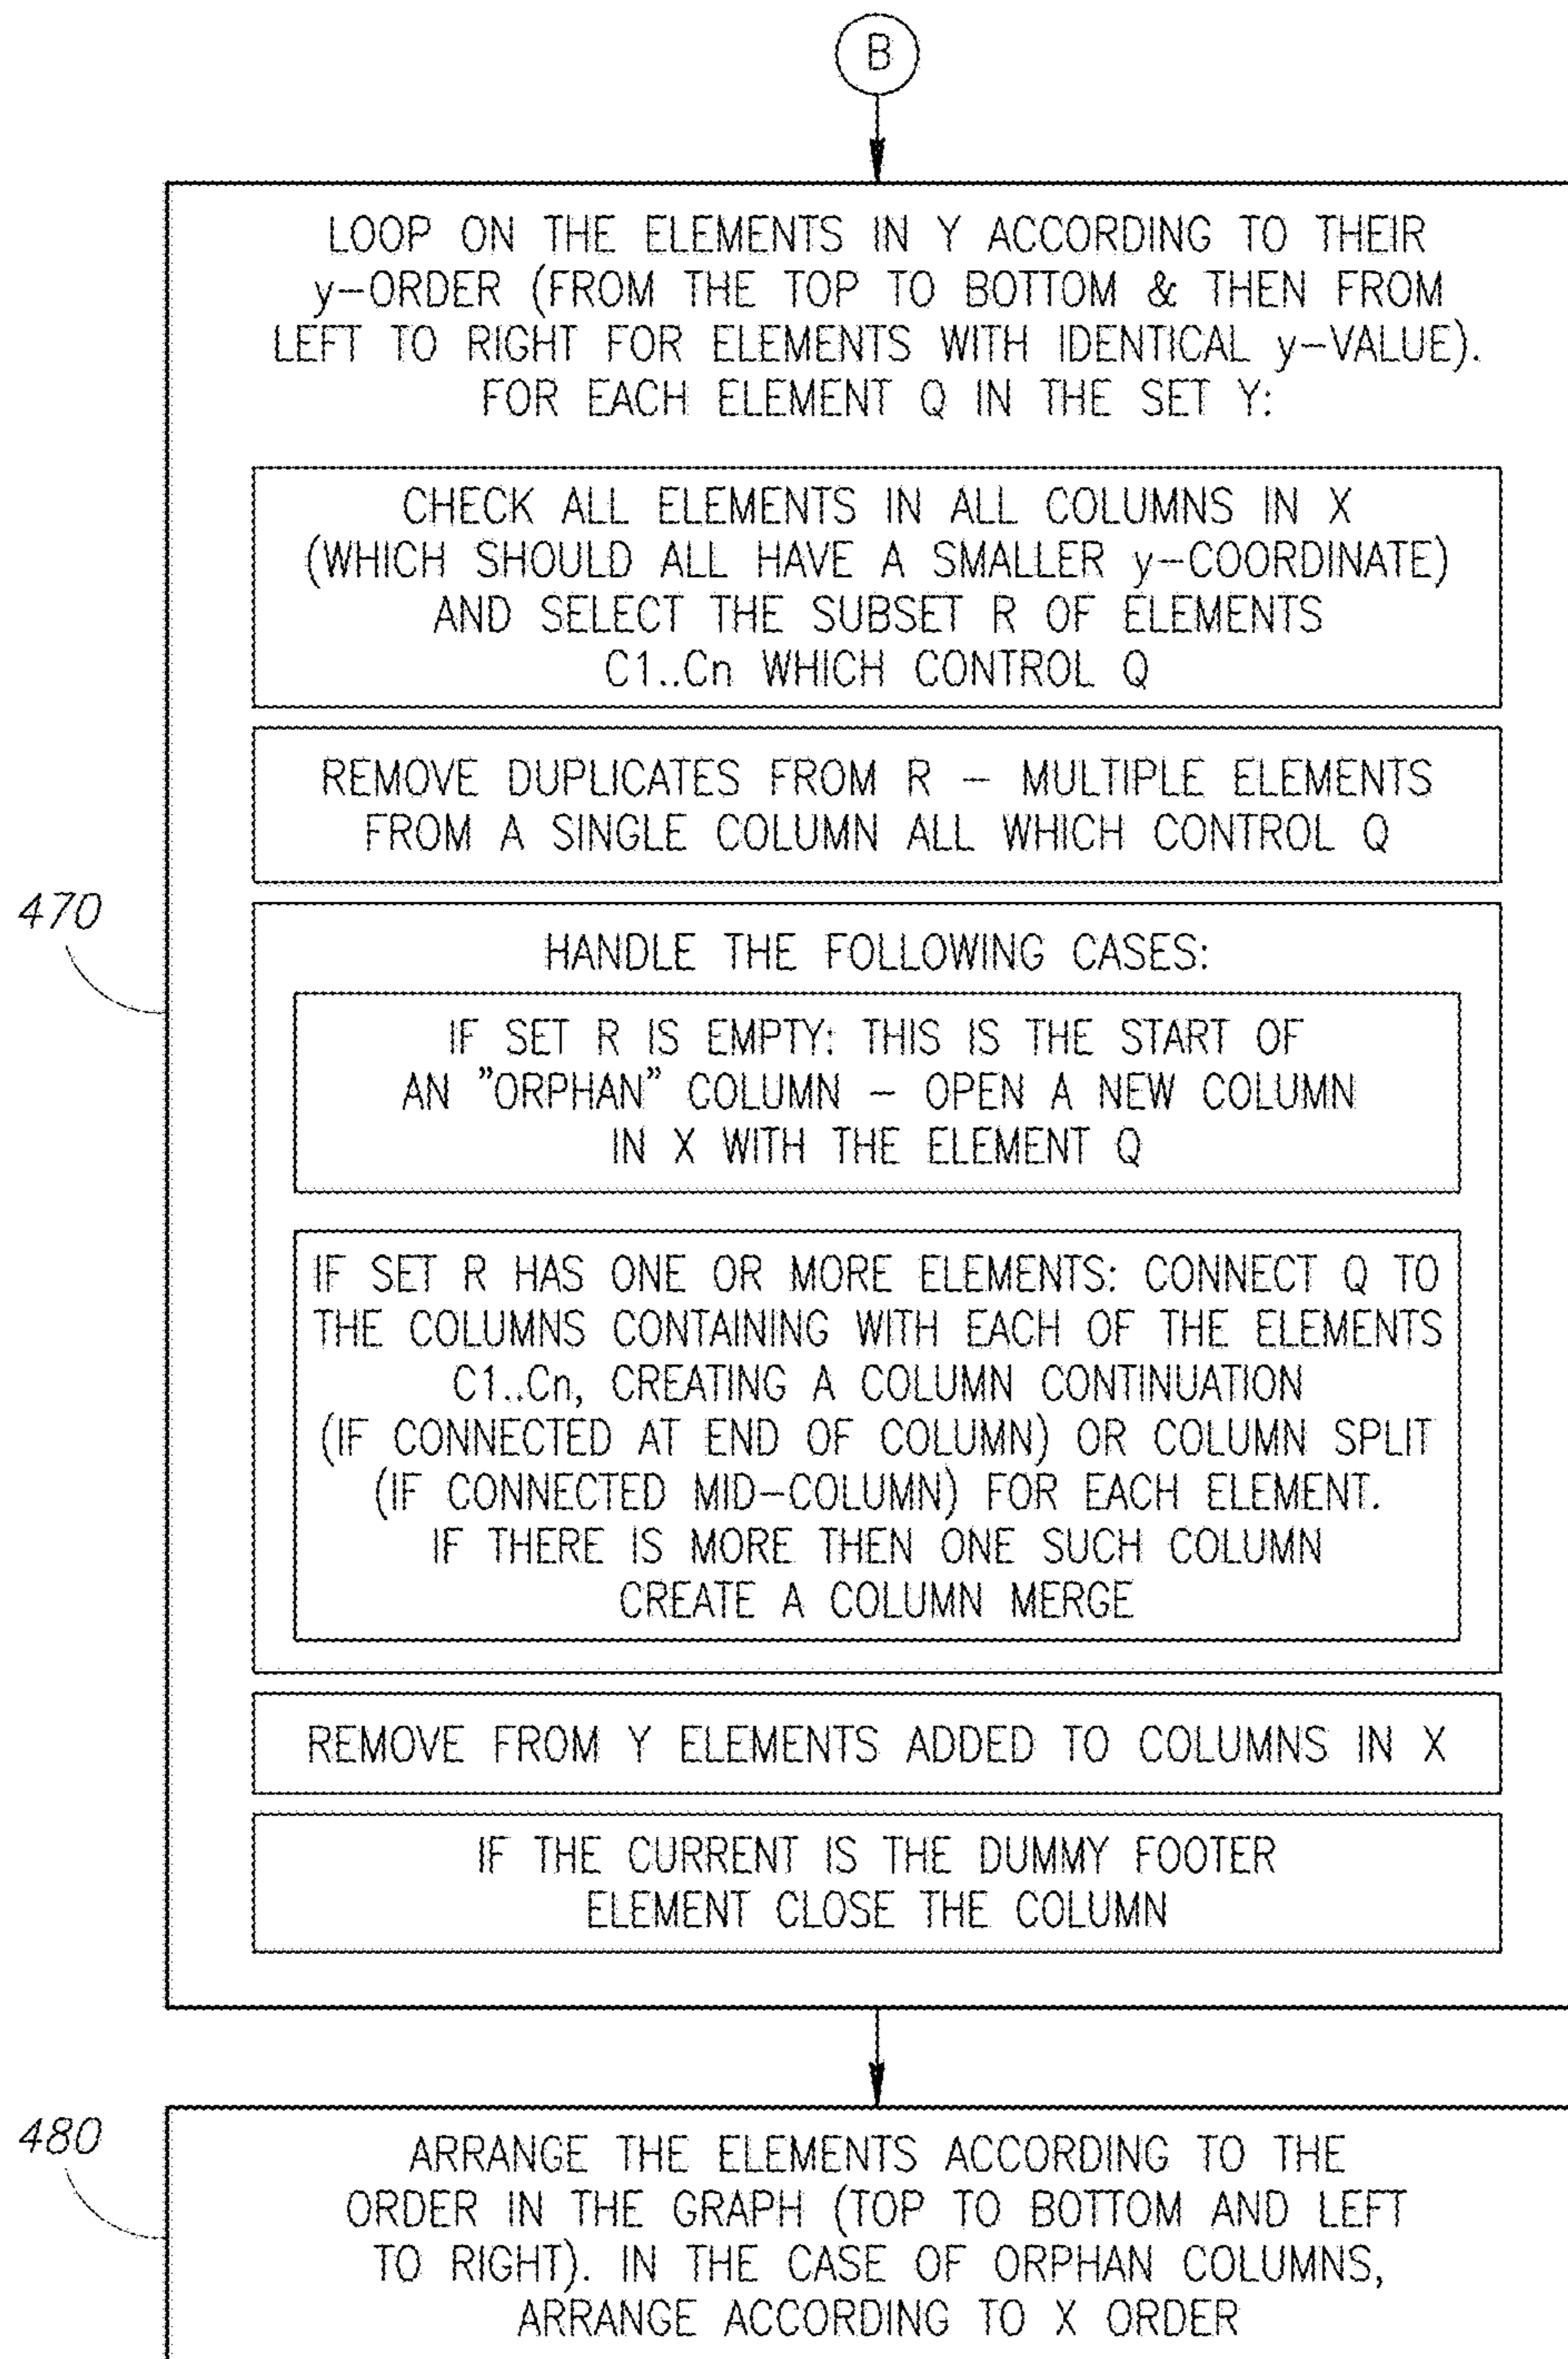 B
LOOP ON THE ELEMENTS IN Y ACCORDING TO THEIR
y-ORDER (FROM THE TOP TO BOTTOM & THEN FROM
LEFT TO RIGHT FOR ELEMENTS WITH IDENTICAL y-VALUE).
FOR EACH ELEMENT Q IN THE SET Y:
CHECK ALL ELEMENTS IN ALL COLUMNS IN X
(WHICH SHOULD ALL HAVE A SMALLER y-COORDINATE)
AND SELECT THE SUBSET R OF ELEMENTS
C1..Cn WHICH CONTROL Q
REMOVE DUPLICATES FROM R – MULTIPLE ELEMENTS
FROM A SINGLE COLUMN ALL WHICH CONTROL Q
470
HANDLE THE FOLLOWING CASES:
IF SET R IS EMPTY: THIS IS THE START OF
AN "ORPHAN" COLUMN – OPEN A NEW COLUMN
IN X WITH THE ELEMENT Q
IF SET R HAS ONE OR MORE ELEMENTS: CONNECT Q TO
THE COLUMNS CONTAINING WITH EACH OF THE ELEMENTS
C1..Cn, CREATING A COLUMN CONTINUATION
(IF CONNECTED AT END OF COLUMN) OR COLUMN SPLIT
(IF CONNECTED MID-COLUMN) FOR EACH ELEMENT.
IF THERE IS MORE THEN ONE SUCH COLUMN
CREATE A COLUMN MERGE
REMOVE FROM Y ELEMENTS ADDED TO COLUMNS IN X
IF THE CURRENT IS THE DUMMY FOOTER
ELEMENT CLOSE THE COLUMN
480
ARRANGE THE ELEMENTS ACCORDING TO THE
ORDER IN THE GRAPH (TOP TO BOTTOM AND LEFT
TO RIGHT). IN THE CASE OF ORPHAN COLUMNS,
ARRANGE ACCORDING TO X ORDER